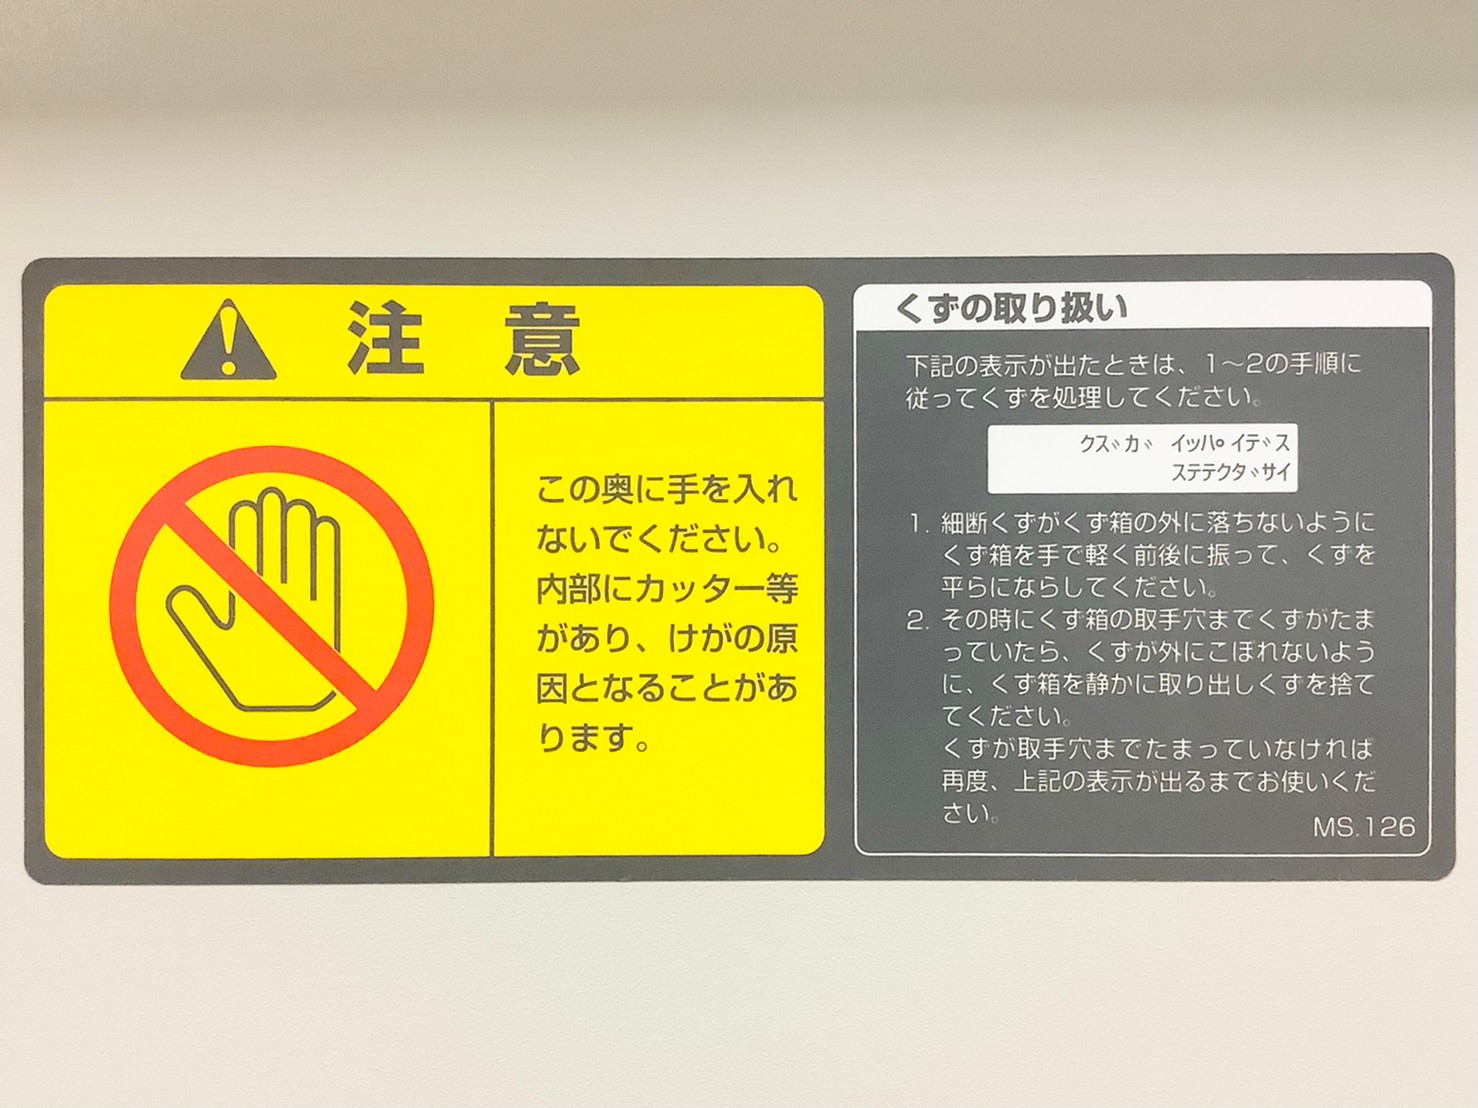 注 意
この奥に手を入れ
ないでください。
内部にカッター等
があり、けがの原
因となることがあ
ります。
くずの取り扱い
下記の表示が出たときは、1〜2の手順に
従ってくずを処理してください。
クズガ イッパイデス
ステテクダサイ
1. 細断くずがくず箱の外に落ちないように
くず箱を手で軽く前後に振って、くずを
平らにならしてください。
2. その時にくず箱の取手穴までくずがたま
っていたら、くずが外にこぼれないよう
に、くず箱を静かに取り出しくずを捨て
てください。
くずが取手穴までたまっていなければ
再度、上記の表示が出るまでお使いくだ
さい。
MS.126